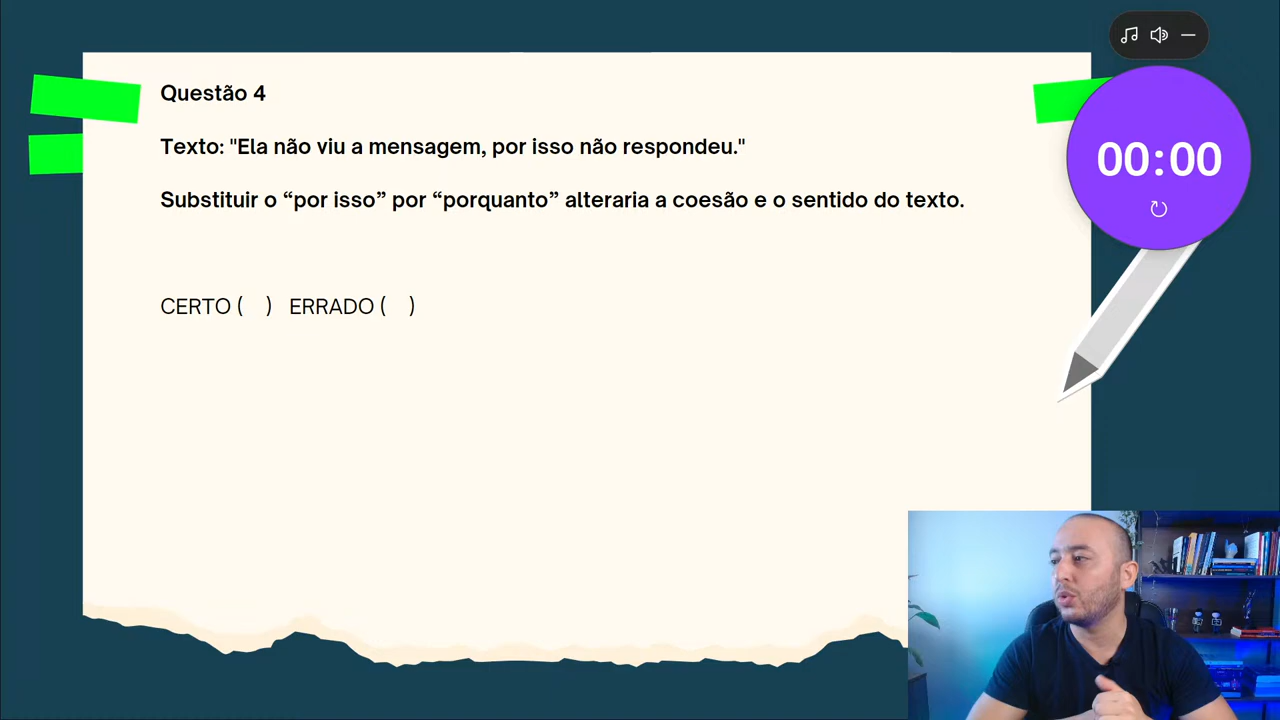 Questão 4
Texto: "Ela não viu a mensagem, por isso não respondeu."
Substituir o “por isso” por “porquanto” alteraria a coesão e o sentido do texto.
CERTO (   )   ERRADO (   )
00:00